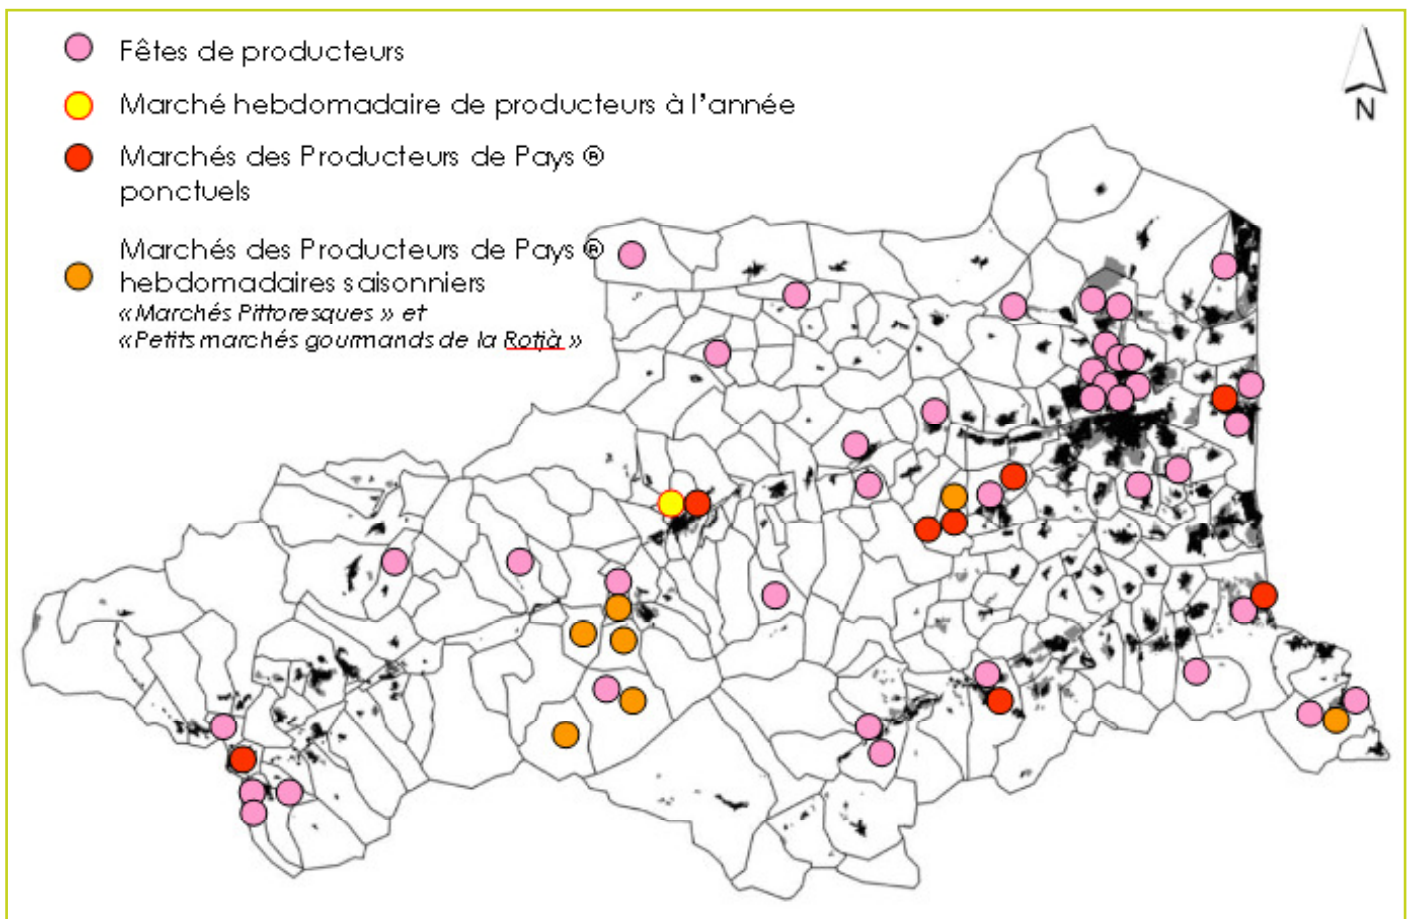 Fêtes de producteurs
Marché hebdomadaire de producteurs à l'année
Marchés des Producteurs de Pays ®
ponctuels
Marchés des Producteurs de Pays ®
hebdomadaires saisonniers
« Marchés Pittoresques » et
« Petits marchés gourmands de la Rotjà »
N